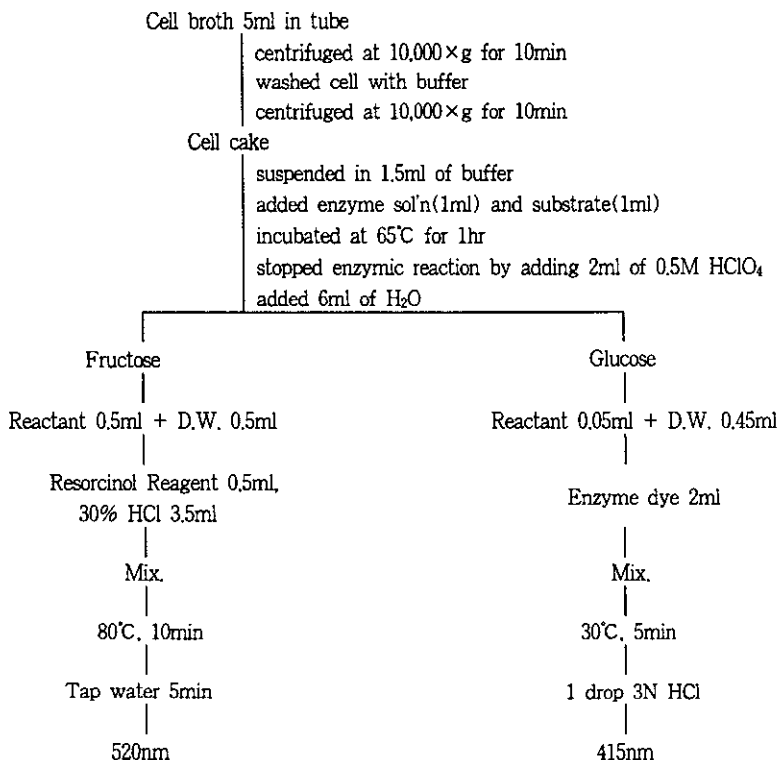 Cell broth 5ml in tube
centrifuged at 10,000×g for 10min
washed cell with buffer
centrifuged at 10,000×g for 10min
Cell cake
suspended in 1.5ml of buffer
added enzyme sol'n(1ml) and substrate(1ml)
incubated at 65℃ for 1hr
stopped enzymic reaction by adding 2ml of 0.5M HClO₄
added 6ml of H₂O
Fructose
Reactant 0.5ml + D.W. 0.5ml
Resorcinol Reagent 0.5ml,
30% HCl 3.5ml
Mix.
80℃, 10min
Tap water 5min
520nm
Glucose
Reactant 0.05ml + D.W. 0.45ml
Enzyme dye 2ml
Mix.
30℃, 5min
1 drop 3N HCl
415nm